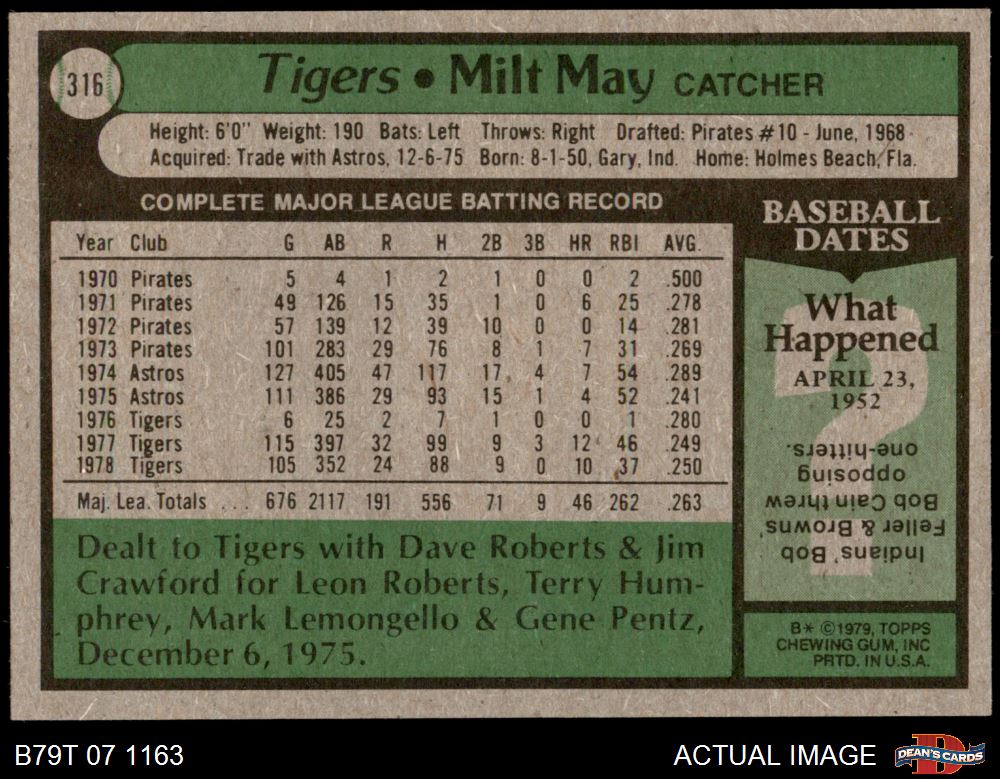 316
Tigers • Milt May CATCHER
Height: 6'0" Weight: 190 Bats: Left Throws: Right Drafted: Pirates #10 - June, 1968
Acquired: Trade with Astros, 12-6-75 Born: 8-1-50, Gary, Ind. Home: Holmes Beach, Fla.
COMPLETE MAJOR LEAGUE BATTING RECORD
Year Club G AB R H 2B 3B HR RBI AVG.
1970 Pirates 5 4 1 2 1 0 0 2 .500
1971 Pirates 49 126 15 35 1 0 6 25 .278
1972 Pirates 57 139 12 39 10 0 0 14 .281
1973 Pirates 101 283 29 76 8 1 7 31 .269
1974 Astros 127 405 47 117 17 4 7 54 .289
1975 Astros 111 386 29 93 15 1 4 52 .241
1976 Tigers 6 25 2 7 1 0 0 1 .280
1977 Tigers 115 397 32 99 9 3 12 46 .249
1978 Tigers 105 352 24 88 9 0 10 37 .250
Maj. Lea. Totals ... 676 2117 191 556 71 9 46 262 .263
Dealt to Tigers with Dave Roberts & Jim
Crawford for Leon Roberts, Terry Hum-
phrey, Mark Lemongello & Gene Pentz,
December 6, 1975.
BASEBALL
DATES
What
Happened
APRIL 23,
1952
Indians' Bob
Feller & Browns'
Bob Cain threw
opposing
one-hitters.
B* ©1979, TOPPS
CHEWING GUM, INC
PRTD. IN U.S.A.
B79T 07 1163
ACTUAL IMAGE
DEAN'S CARDS